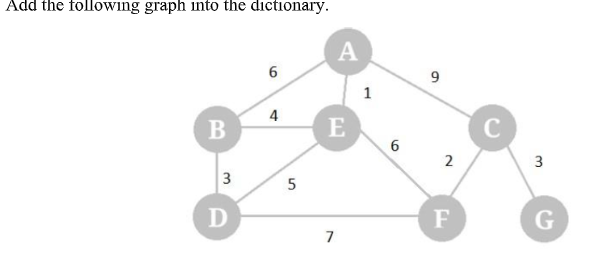 Add the following graph into the dictionary.
A
6
9
1
B
4
E
C
6
2
3
3
5
D
F
G
7